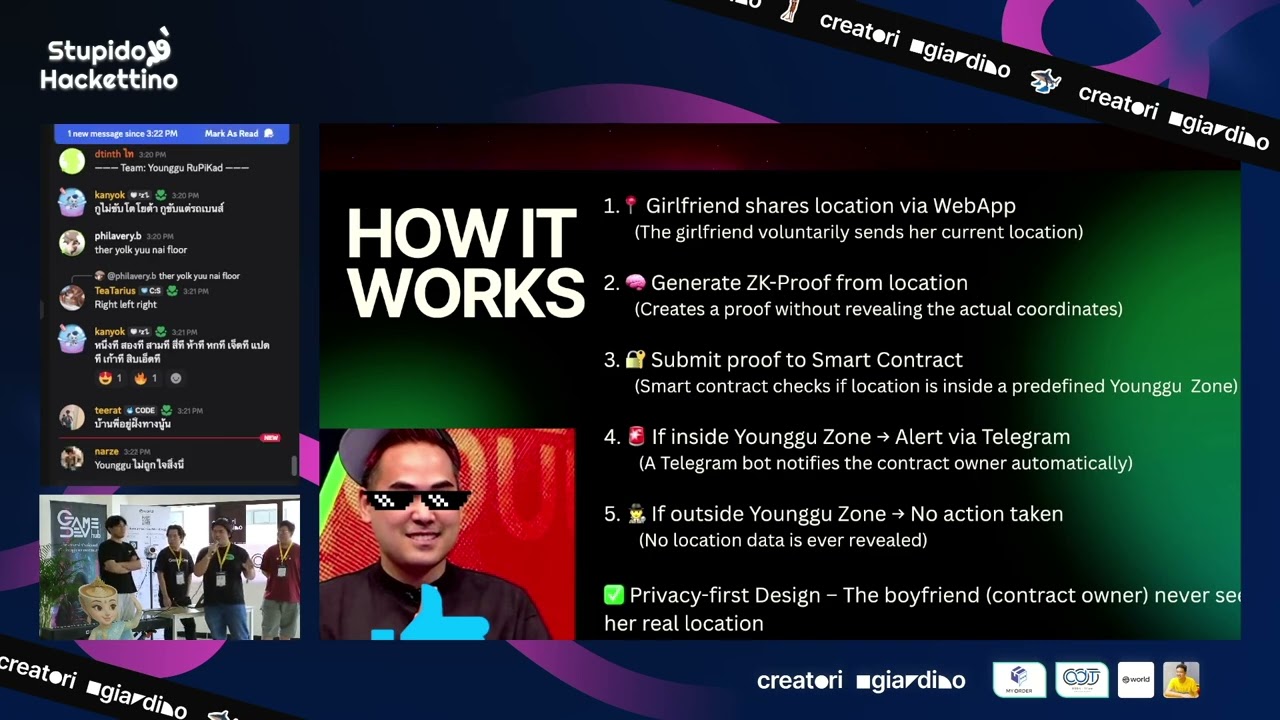 Stupido
Hackettino
creatori giardino
creatori giardino
1 new message since 3:22 PM Mark As Read
dtinth ไท 3:20 PM
——— Team: Younggu RuPiKad ———
kanyok 3:20 PM
กูไม่ขับโตโยต้า กูขับแต่รถเบนส์
philavery.b 3:20 PM
ther yolk yuu nai floor
@philavery.b ther yolk yuu nai floor
TeaTarius C:S 3:21 PM
Right left right
kanyok 3:21 PM
หนึ่งที สองที สามที สี่ที ห้าที หกที เจ็ดที แปด
ที เก้าที สิบเอ็ดที
1 1
teerat CODE 3:21 PM
บ้านพี่อยู่ฝั่งทางนู้น
NEW
narze 3:22 PM
Younggu ไม่ถูกใจสิ่งนี้
HOW IT
WORKS
1. Girlfriend shares location via WebApp
(The girlfriend voluntarily sends her current location)
2. Generate ZK-Proof from location
(Creates a proof without revealing the actual coordinates)
3. Submit proof to Smart Contract
(Smart contract checks if location is inside a predefined Younggu Zone)
4. If inside Younggu Zone → Alert via Telegram
(A Telegram bot notifies the contract owner automatically)
5. If outside Younggu Zone → No action taken
(No location data is ever revealed)
Privacy-first Design – The boyfriend (contract owner) never see
her real location
GAME
DEV
creatori giardino
creatori giardino
MY ORDER
world